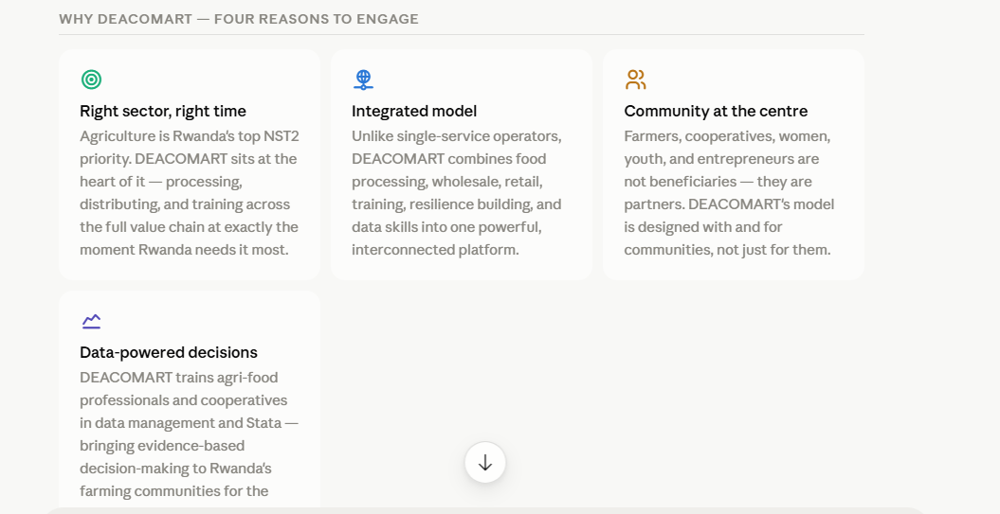 WHY DEACOMART — FOUR REASONS TO ENGAGE
Right sector, right time
Agriculture is Rwanda's top NST2
priority. DEACOMART sits at the
heart of it — processing,
distributing, and training across
the full value chain at exactly the
moment Rwanda needs it most.
Integrated model
Unlike single-service operators,
DEACOMART combines food
processing, wholesale, retail,
training, resilience building, and
data skills into one powerful,
interconnected platform.
Community at the centre
Farmers, cooperatives, women,
youth, and entrepreneurs are
not beneficiaries — they are
partners. DEACOMART's model
is designed with and for
communities, not just for them.
Data-powered decisions
DEACOMART trains agri-food
professionals and cooperatives
in data management and Stata —
bringing evidence-based
decision-making to Rwanda's
farming communities for the